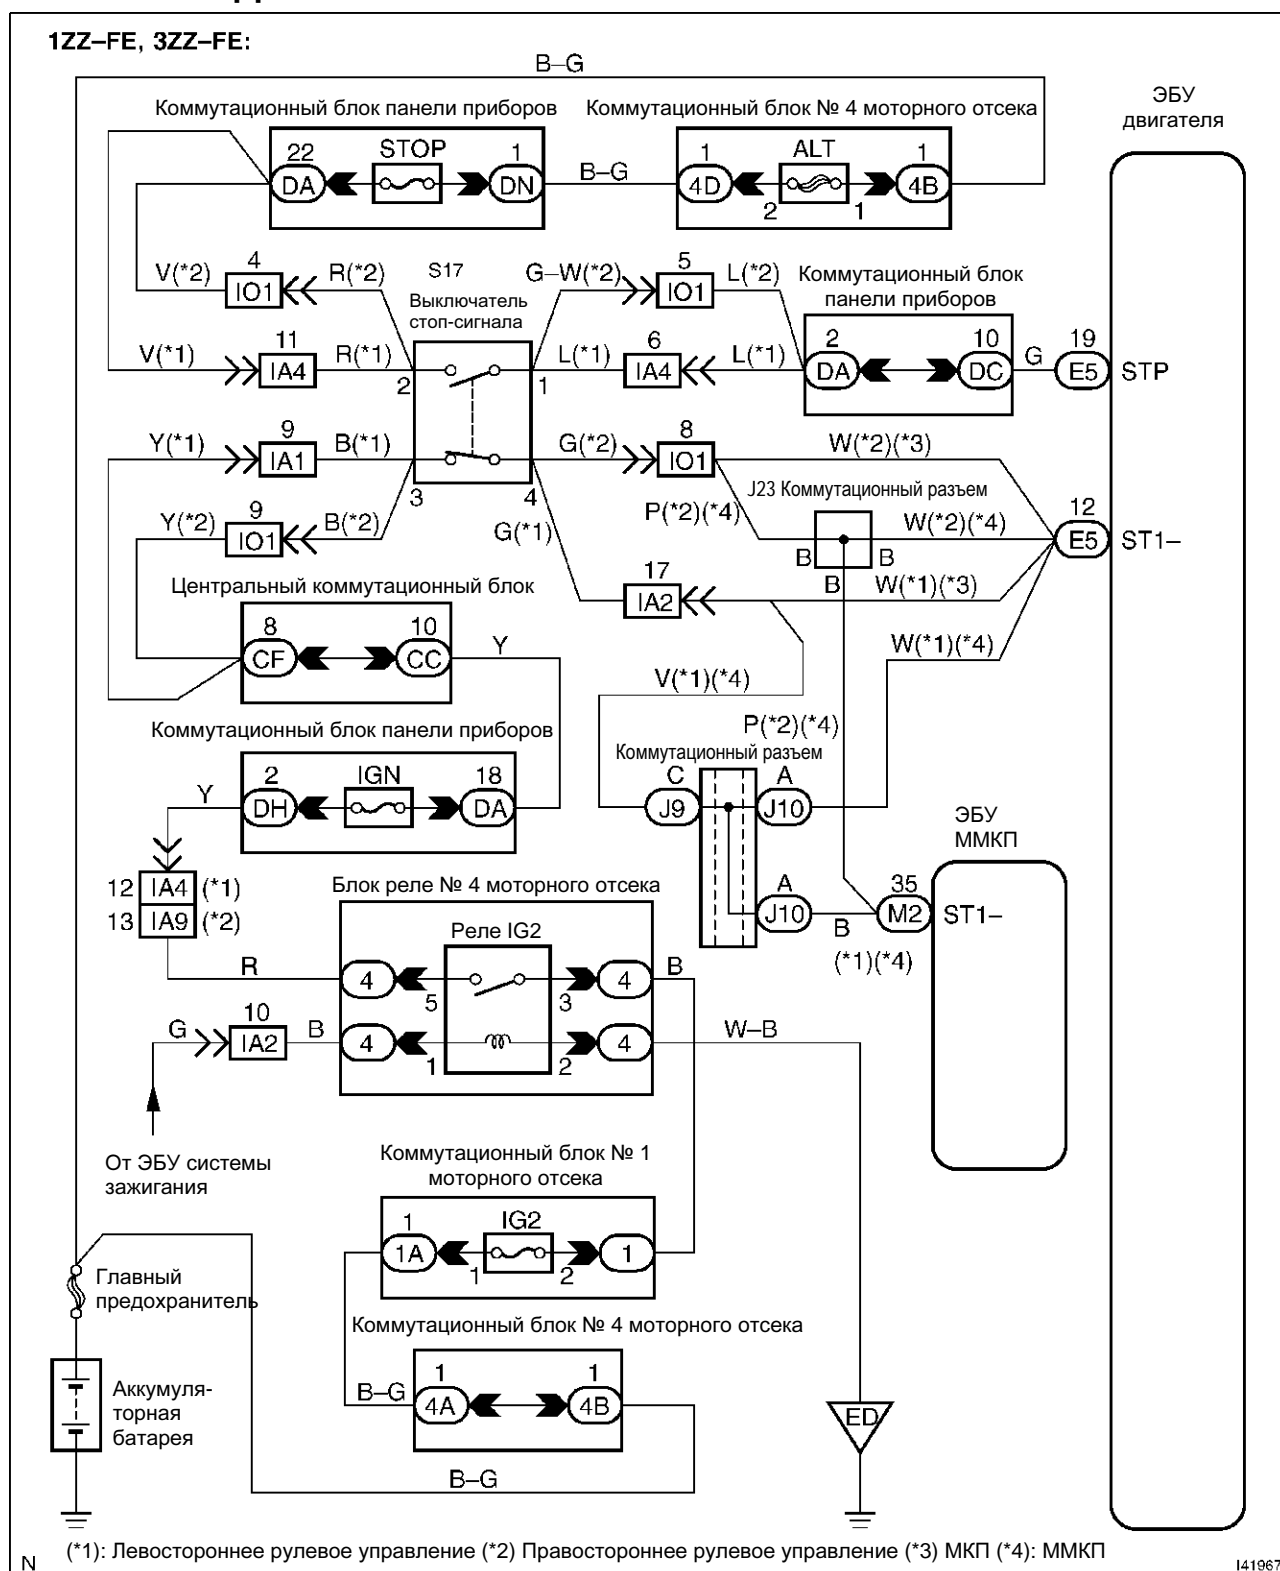 1ZZ–FE, 3ZZ–FE:
B–G
Коммутационный блок панели приборов
Коммутационный блок № 4 моторного отсека
ЭБУ
двигателя
22 STOP 1
DA DN
B–G
1 ALT 1
4D 4B
2 1
V(*2) 4 R(*2)
IO1
S17
Выключатель
стоп-сигнала
G–W(*2) 5 L(*2)
IO1
Коммутационный блок
панели приборов
V(*1) 11 R(*1)
IA4
2 1
L(*1) 6 L(*1)
IA4
2 10
DA DC
G 19
E5 STP
Y(*1) 9 B(*1)
IA1
3 4
G(*2) 8
IO1
W(*2)(*3)
J23 Коммутационный разъем
Y(*2) 9 B(*2)
IO1
G(*1)
P(*2)(*4)
W(*2)(*4)
B B
B
12
E5 ST1–
17
IA2
W(*1)(*3)
W(*1)(*4)
V(*1)(*4)
P(*2)(*4)
Центральный коммутационный блок
8 10
CF CC
Y
Коммутационный блок панели приборов
2 IGN 18
DH DA
Y
Коммутационный разъем
C A
J9 J10
A
J10
B
(*1)(*4)
ЭБУ
ММКП
35
M2 ST1–
12 IA4 (*1)
13 IA9 (*2)
Блок реле № 4 моторного отсека
Реле IG2
R 4 5 3 4 B
G 10 B
IA2
4 1 2 4
W–B
От ЭБУ системы
зажигания
Коммутационный блок № 1
моторного отсека
1 IG2
1A 1 2 1
Главный
предохранитель
Коммутационный блок № 4 моторного отсека
1 1
B–G 4A 4B
Аккумуля-
торная
батарея
B–G
ED
(*1): Левостороннее рулевое управление (*2) Правостороннее рулевое управление (*3) МКП (*4): ММКП
N
I41967